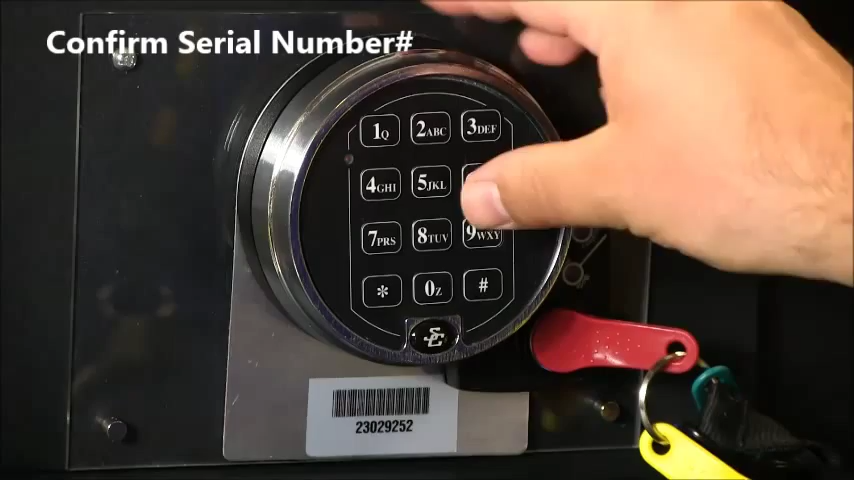 Confirm Serial Number#
1Q 2ABC 3DEF
4GHI 5JKL
7PRS 8TUV 9WXY
* 0Z #
23029252